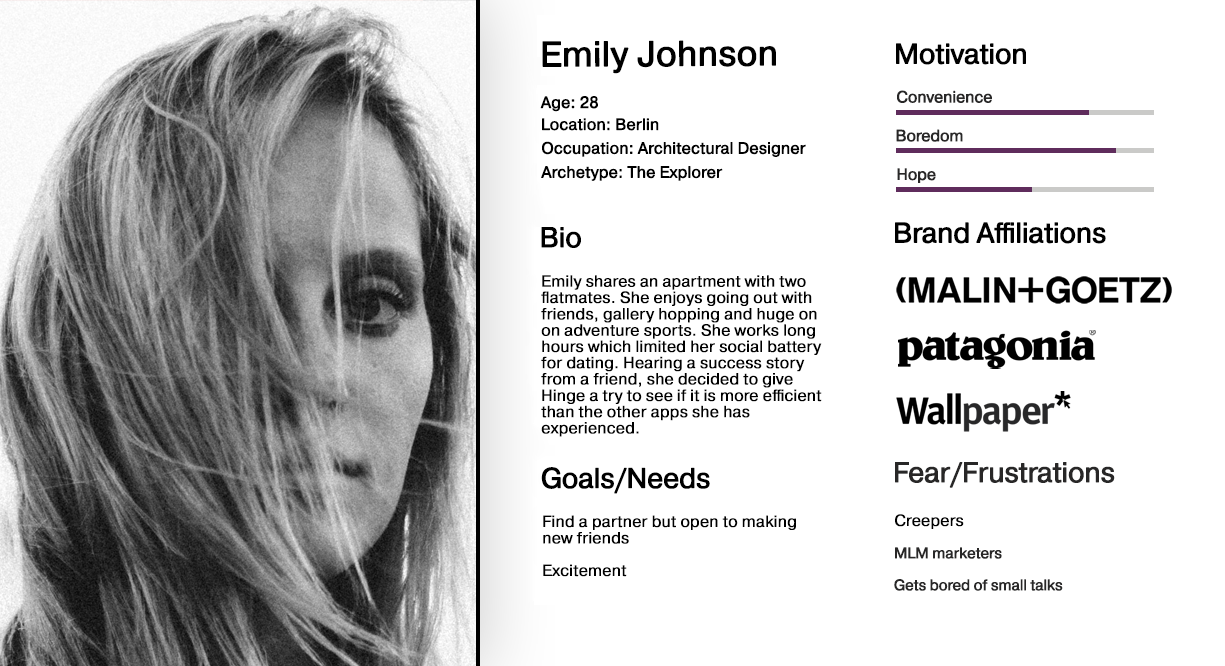 Emily Johnson
Age: 28
Location: Berlin
Occupation: Architectural Designer
Archetype: The Explorer
Bio
Emily shares an apartment with two
flatmates. She enjoys going out with
friends, gallery hopping and huge on
on adventure sports. She works long
hours which limited her social battery
for dating. Hearing a success story
from a friend, she decided to give
Hinge a try to see if it is more efficient
than the other apps she has
experienced.
Goals/Needs
Find a partner but open to making
new friends
Excitement
Motivation
Convenience
Boredom
Hope
Brand Affiliations
(MALIN+GOETZ)
patagonia®
Wallpaper*
Fear/Frustrations
Creepers
MLM marketers
Gets bored of small talks